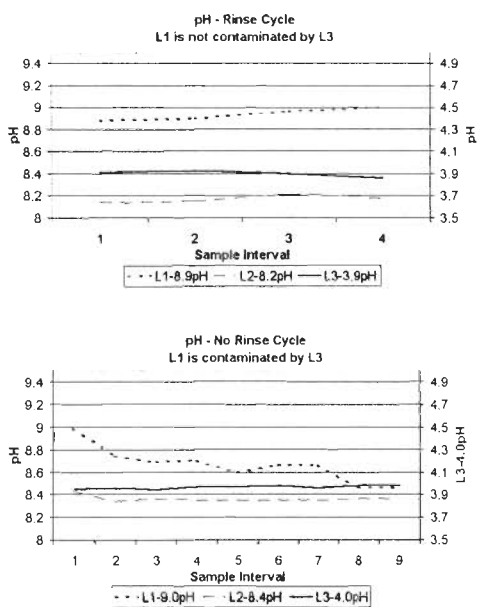 pH - Rinse Cycle
L1 is not contaminated by L3
9.4 4.9
9.2 4.7
9 4.5
8.8 4.3
8.6 4.1
8.4 3.9
8.2 3.7
8 3.5
pH
pH
1 2 3 4
Sample Interval
L1-8.9pH L2-8.2pH L3-3.9pH
pH - No Rinse Cycle
L1 is contaminated by L3
9.4 4.9
9.2 4.7
9 4.5
8.8 4.3
8.6 4.1
8.4 3.9
8.2 3.7
8 3.5
pH
L3-4.0pH
1 2 3 4 5 6 7 8 9
Sample Interval
L1-9.0pH L2-8.4pH L3-4.0pH